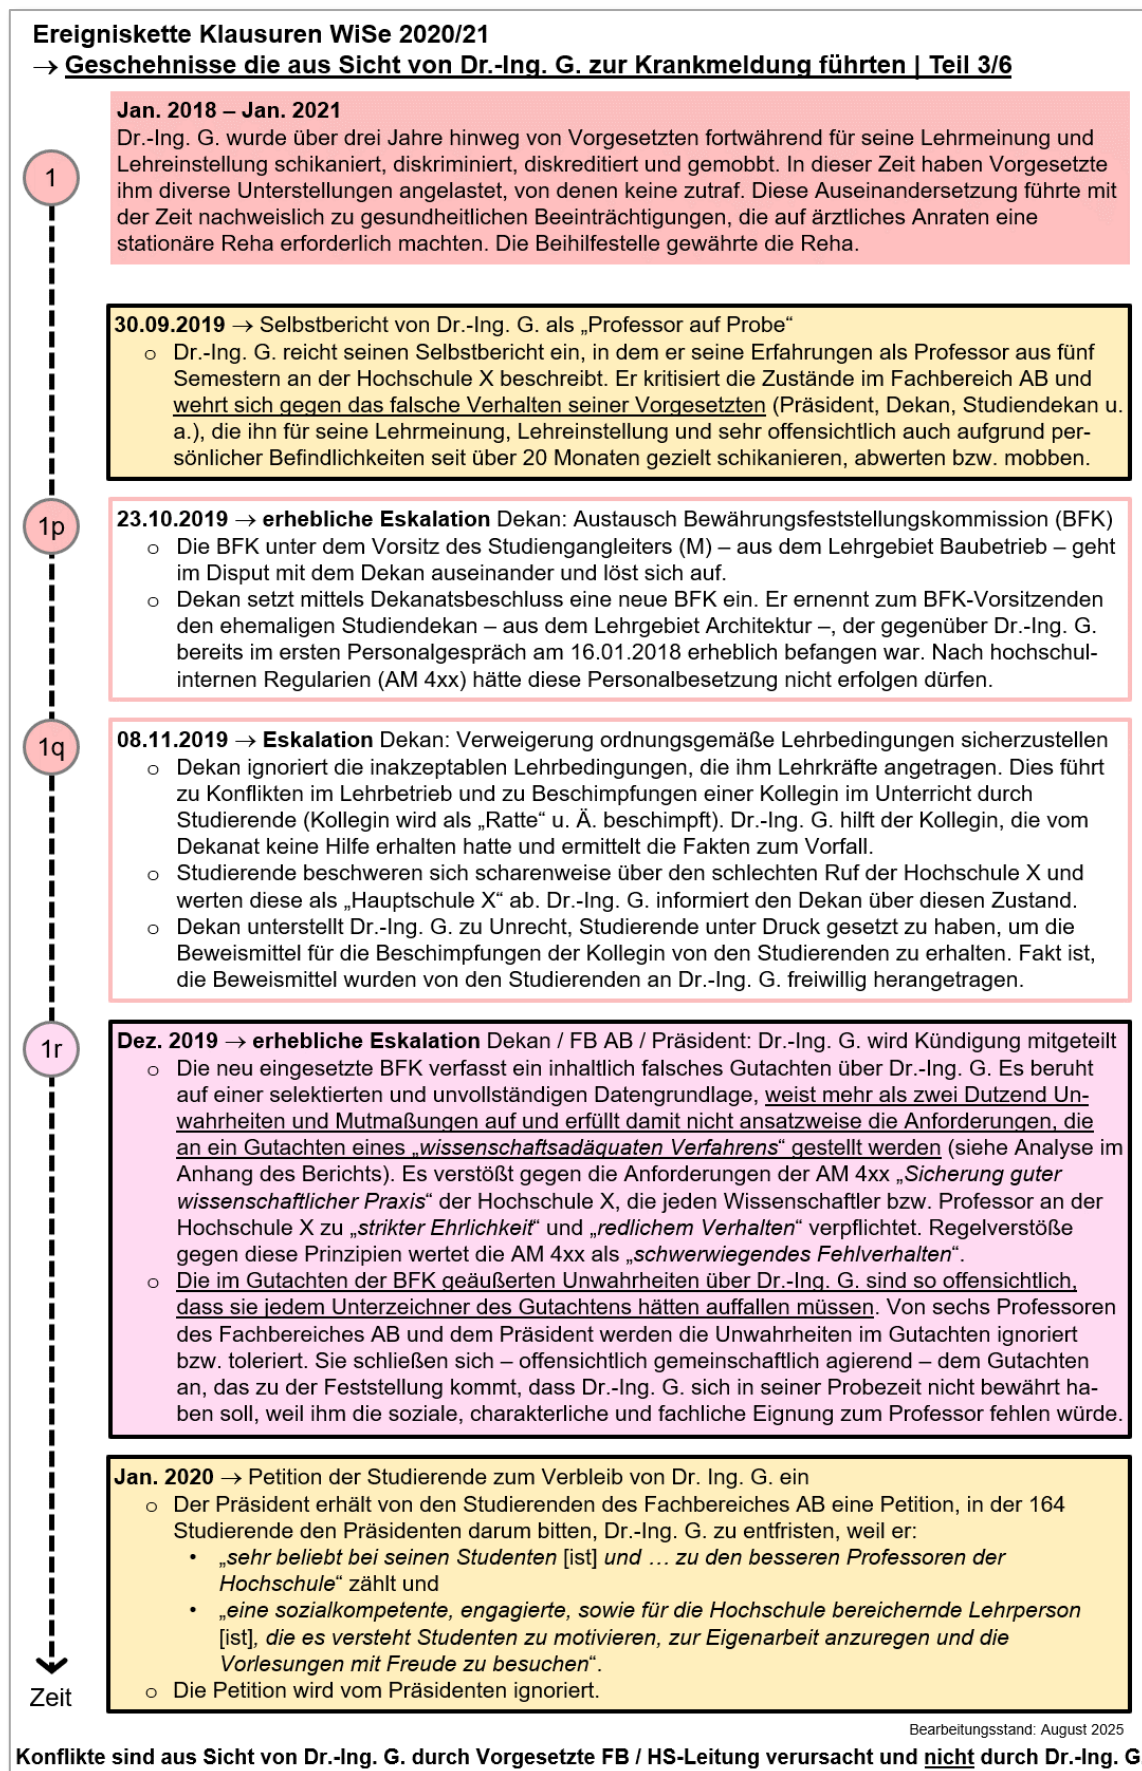 Ereigniskette Klausuren WiSe 2020/21
→ Geschehnisse die aus Sicht von Dr.-Ing. G. zur Krankmeldung führten | Teil 3/6
1
Jan. 2018 – Jan. 2021
Dr.-Ing. G. wurde über drei Jahre hinweg von Vorgesetzten fortwährend für seine Lehrmeinung und
Lehreinstellung schikaniert, diskriminiert, diskreditiert und gemobbt. In dieser Zeit haben Vorgesetzte
ihm diverse Unterstellungen angelastet, von denen keine zutraf. Diese Auseinandersetzung führte mit
der Zeit nachweislich zu gesundheitlichen Beeinträchtigungen, die auf ärztliches Anraten eine
stationäre Reha erforderlich machten. Die Beihilfestelle gewährte die Reha.
30.09.2019 → Selbstbericht von Dr.-Ing. G. als „Professor auf Probe“
o Dr.-Ing. G. reicht seinen Selbstbericht ein, in dem er seine Erfahrungen als Professor aus fünf
Semestern an der Hochschule X beschreibt. Er kritisiert die Zustände im Fachbereich AB und
wehrt sich gegen das falsche Verhalten seiner Vorgesetzten (Präsident, Dekan, Studiendekan u.
a.), die ihn für seine Lehrmeinung, Lehreinstellung und sehr offensichtlich auch aufgrund per-
sönlicher Befindlichkeiten seit über 20 Monaten gezielt schikanieren, abwerten bzw. mobben.
1p
23.10.2019 → erhebliche Eskalation Dekan: Austausch Bewährungsfeststellungskommission (BFK)
o Die BFK unter dem Vorsitz des Studiengangleiters (M) – aus dem Lehrgebiet Baubetrieb – geht
im Disput mit dem Dekan auseinander und löst sich auf.
o Dekan setzt mittels Dekanatsbeschluss eine neue BFK ein. Er ernennt zum BFK-Vorsitzenden
den ehemaligen Studiendekan – aus dem Lehrgebiet Architektur –, der gegenüber Dr.-Ing. G.
bereits im ersten Personalgespräch am 16.01.2018 erheblich befangen war. Nach hochschul-
internen Regularien (AM 4xx) hätte diese Personalbesetzung nicht erfolgen dürfen.
1q
08.11.2019 → Eskalation Dekan: Verweigerung ordnungsgemäße Lehrbedingungen sicherzustellen
o Dekan ignoriert die inakzeptablen Lehrbedingungen, die ihm Lehrkräfte angetragen. Dies führt
zu Konflikten im Lehrbetrieb und zu Beschimpfungen einer Kollegin im Unterricht durch
Studierende (Kollegin wird als „Ratte“ u. Ä. beschimpft). Dr.-Ing. G. hilft der Kollegin, die vom
Dekanat keine Hilfe erhalten hatte und ermittelt die Fakten zum Vorfall.
o Studierende beschweren sich scharenweise über den schlechten Ruf der Hochschule X und
werten diese als „Hauptschule X“ ab. Dr.-Ing. G. informiert den Dekan über diesen Zustand.
o Dekan unterstellt Dr.-Ing. G. zu Unrecht, Studierende unter Druck gesetzt zu haben, um die
Beweismittel für die Beschimpfungen der Kollegin von den Studierenden zu erhalten. Fakt ist,
die Beweismittel wurden von den Studierenden an Dr.-Ing. G. freiwillig herangetragen.
1r
Dez. 2019 → erhebliche Eskalation Dekan / FB AB / Präsident: Dr.-Ing. G. wird Kündigung mitgeteilt
o Die neu eingesetzte BFK verfasst ein inhaltlich falsches Gutachten über Dr.-Ing. G. Es beruht
auf einer selektierten und unvollständigen Datengrundlage, weist mehr als zwei Dutzend Un-
wahrheiten und Mutmaßungen auf und erfüllt damit nicht ansatzweise die Anforderungen, die
an ein Gutachten eines „wissenschaftsadäquaten Verfahrens“ gestellt werden (siehe Analyse im
Anhang des Berichts). Es verstößt gegen die Anforderungen der AM 4xx „Sicherung guter
wissenschaftlicher Praxis“ der Hochschule X, die jeden Wissenschaftler bzw. Professor an der
Hochschule X zu „strikter Ehrlichkeit“ und „redlichem Verhalten“ verpflichtet. Regelverstöße
gegen diese Prinzipien wertet die AM 4xx als „schwerwiegendes Fehlverhalten“.
o Die im Gutachten der BFK geäußerten Unwahrheiten über Dr.-Ing. G. sind so offensichtlich,
dass sie jedem Unterzeichner des Gutachtens hätten auffallen müssen. Von sechs Professoren
des Fachbereiches AB und dem Präsident werden die Unwahrheiten im Gutachten ignoriert
bzw. toleriert. Sie schließen sich – offensichtlich gemeinschaftlich agierend – dem Gutachten
an, das zu der Feststellung kommt, dass Dr.-Ing. G. sich in seiner Probezeit nicht bewährt ha-
ben soll, weil ihm die soziale, charakterliche und fachliche Eignung zum Professor fehlen würde.
Jan. 2020 → Petition der Studierende zum Verbleib von Dr. Ing. G. ein
o Der Präsident erhält von den Studierenden des Fachbereiches AB eine Petition, in der 164
Studierende den Präsidenten darum bitten, Dr.-Ing. G. zu entfristen, weil er:
• „sehr beliebt bei seinen Studenten [ist] und … zu den besseren Professoren der
Hochschule“ zählt und
• „eine sozialkompetente, engagierte, sowie für die Hochschule bereichernde Lehrperson
[ist], die es versteht Studenten zu motivieren, zur Eigenarbeit anzuregen und die
Vorlesungen mit Freude zu besuchen“.
o Die Petition wird vom Präsidenten ignoriert.
Zeit
Bearbeitungsstand: August 2025
Konflikte sind aus Sicht von Dr.-Ing. G. durch Vorgesetzte FB / HS-Leitung verursacht und nicht durch Dr.-Ing. G